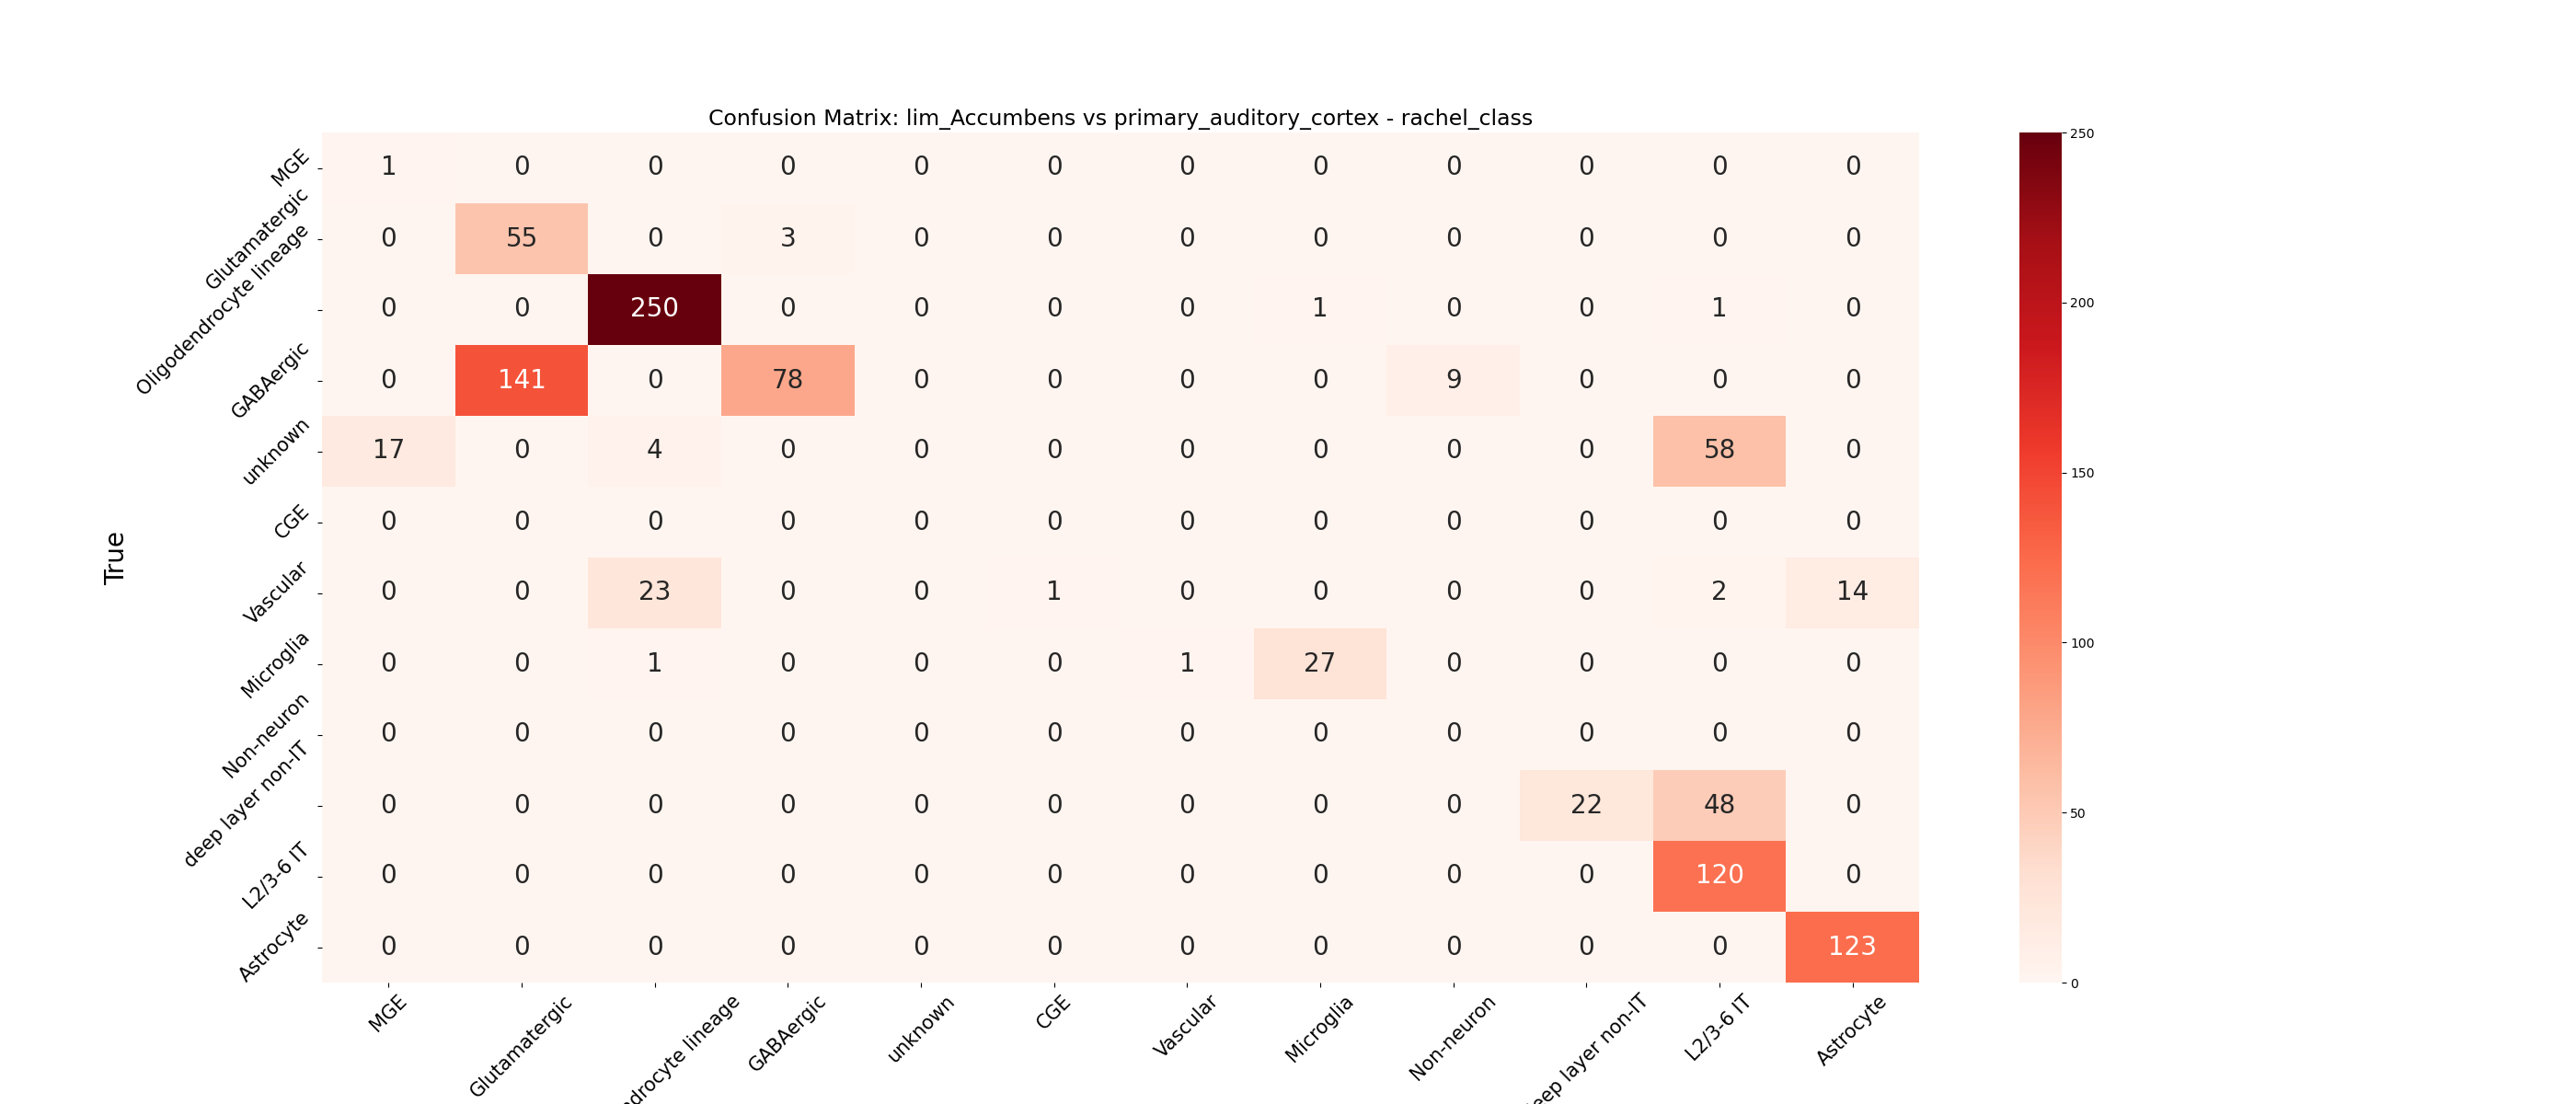 Confusion Matrix: lim_Accumbens vs primary_auditory_cortex - rachel_class
True
MGE 1 0 0 0 0 0 0 0 0 0 0 0
Glutamatergic 0 55 0 3 0 0 0 0 0 0 0 0
Oligodendrocyte lineage 0 0 250 0 0 0 0 1 0 0 1 0
GABAergic 0 141 0 78 0 0 0 0 9 0 0 0
unknown 17 0 4 0 0 0 0 0 0 0 58 0
CGE 0 0 0 0 0 0 0 0 0 0 0 0
Vascular 0 0 23 0 0 1 0 0 0 0 2 14
Microglia 0 0 1 0 0 0 1 27 0 0 0 0
Non-neuron 0 0 0 0 0 0 0 0 0 0 0 0
deep layer non-IT 0 0 0 0 0 0 0 0 0 22 48 0
L2/3-6 IT 0 0 0 0 0 0 0 0 0 0 120 0
Astrocyte 0 0 0 0 0 0 0 0 0 0 0 123
MGE Glutamatergic lineage GABAergic unknown CGE Vascular Microglia Non-neuron layer non-IT L2/3-6 IT Astrocyte
250
200
150
100
50
0